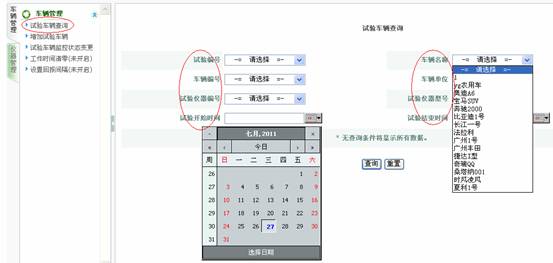 车辆管理
仪器管理
车辆管理
试验车辆查询
增加试验车辆
试验车辆监控状态变更
工作时间清零(未开启)
设置回报间隔(未开启)
试验车辆查询
试验编号 -= 请选择 =-
车辆名称 -= 请选择 =-
车辆编号 -= 请选择 =-
车辆单位
试验仪器编号 -= 请选择 =-
试验仪器型号
试验开始时间
试验结束时间
-= 请选择 =-
1
yg农用车
奥迪A6
宝马SUV
奔驰2000
比亚迪1号
长江一号
法拉利
广州1号
广州丰田
捷达I型
奇瑞QQ
桑塔纳001
时风凌风
夏利1号
* 无查询条件将显示所有数据。
查询 重置
七月, 2011 ×
« ‹ 今日 › »
周 日 一 二 三 四 五 六
26 1 2
27 3 4 5 6 7 8 9
28 10 11 12 13 14 15 16
29 17 18 19 20 21 22 23
30 24 25 26 27 28 29 30
31 31
选择日期